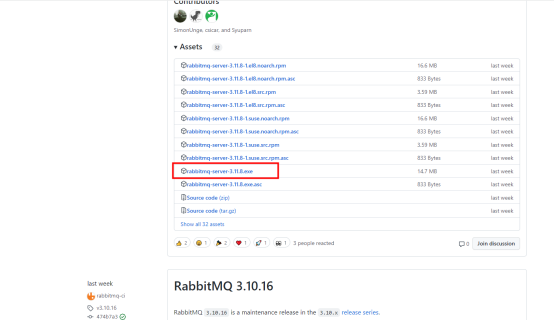 Contributors
SimonUnge, cocar, and Syupam
Assets 32
rabbitmq-server-3.11.8-1.el8.noarch.rpm 16.6 MB last week
rabbitmq-server-3.11.8-1.el8.noarch.rpm.asc 833 Bytes last week
rabbitmq-server-3.11.8-1.el8.src.rpm 3.59 MB last week
rabbitmq-server-3.11.8-1.el8.src.rpm.asc 833 Bytes last week
rabbitmq-server-3.11.8-1.suse.noarch.rpm 16.6 MB last week
rabbitmq-server-3.11.8-1.suse.noarch.rpm.asc 833 Bytes last week
rabbitmq-server-3.11.8-1.suse.src.rpm 3.59 MB last week
rabbitmq-server-3.11.8-1.suse.src.rpm.asc 833 Bytes last week
rabbitmq-server-3.11.8.exe 14.7 MB last week
rabbitmq-server-3.11.8.exe.asc 833 Bytes last week
Source code (zip) last week
Source code (tar.gz) last week
Show all 32 assets
2 1 2 1 1 1 3 people reacted 0 Join discussion
last week
rabbitmq-ci
v3.10.16
474b7a3
RabbitMQ 3.10.16
RabbitMQ 3.10.16 is a maintenance release in the 3.10.x release series.